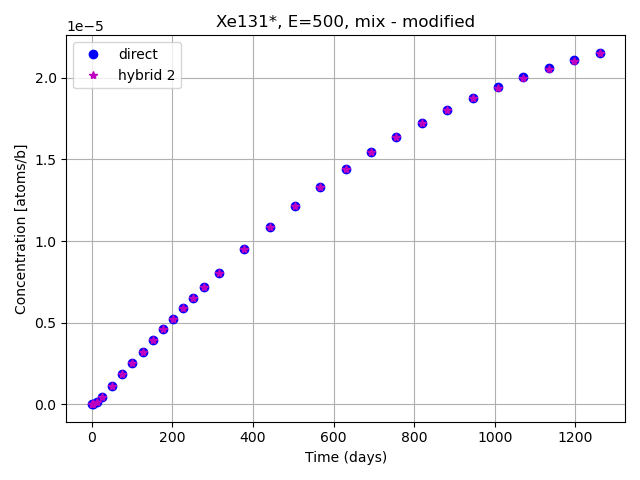 Xe131*, E=500, mix - modified
1e−5
direct
hybrid 2
2.0
1.5
1.0
0.5
0.0
Concentration [atoms/b]
0 200 400 600 800 1000 1200
Time (days)